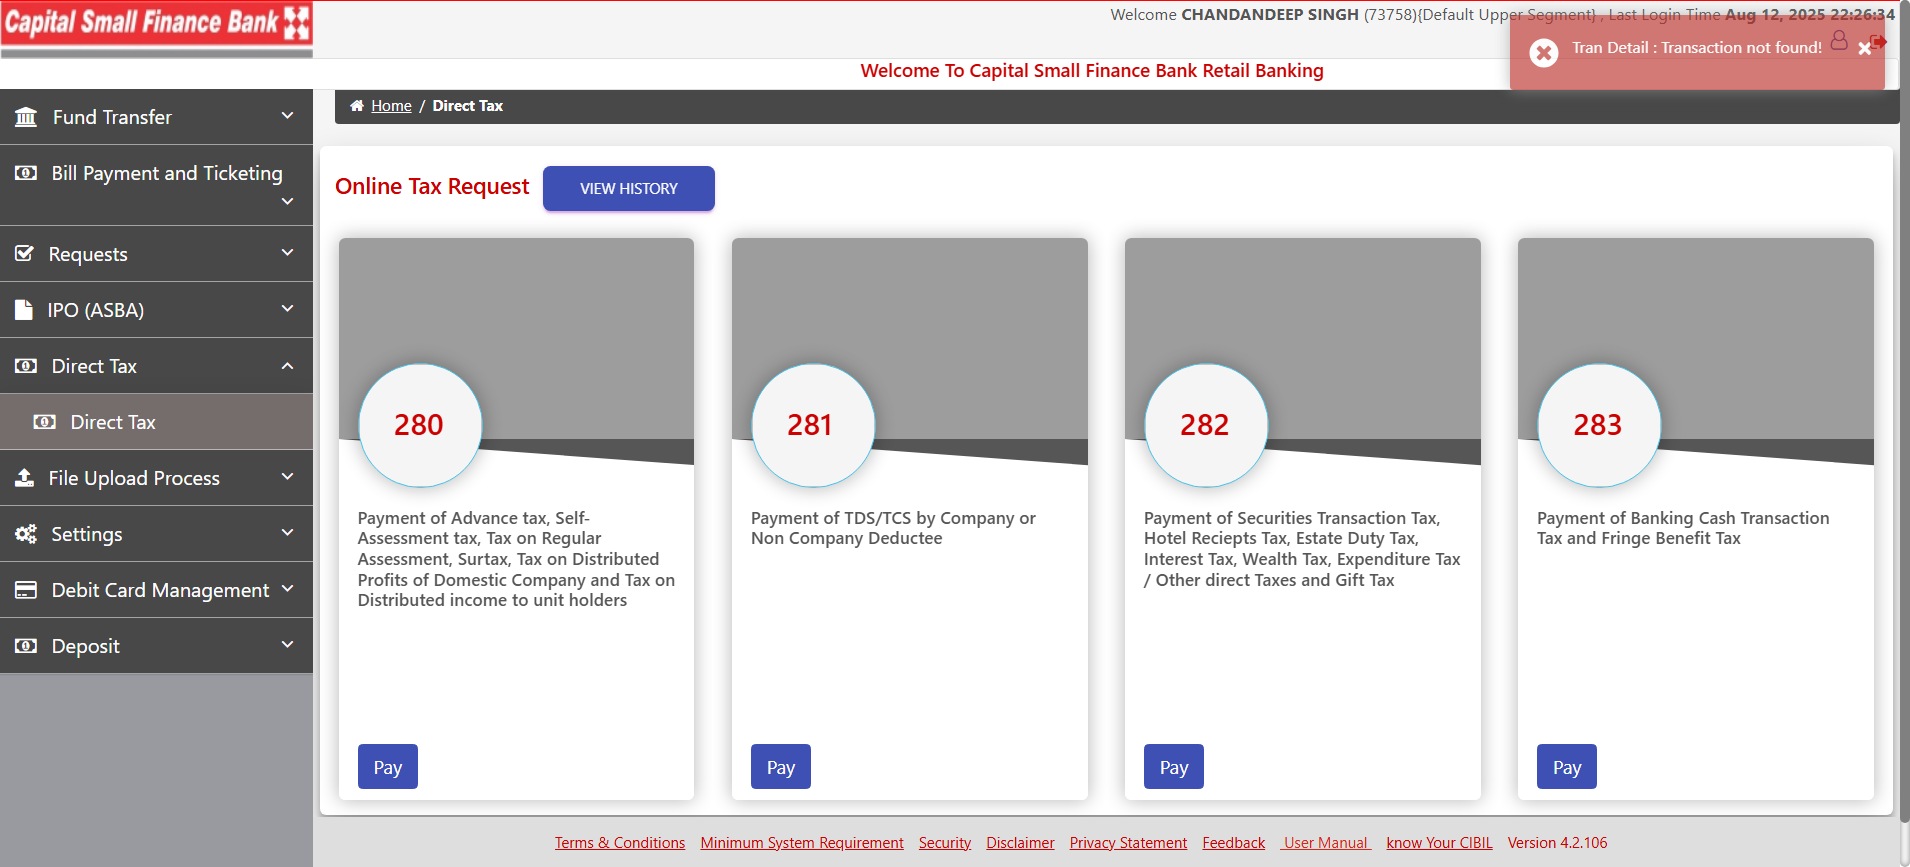 Capital Small Finance Bank
Welcome CHANDANDEEP SINGH (73758){Default Upper Segment} , Last Login Time Aug 12, 2025 22:26:34
Tran Detail : Transaction not found!
Welcome To Capital Small Finance Bank Retail Banking
Home / Direct Tax
Fund Transfer
Bill Payment and Ticketing
Requests
IPO (ASBA)
Direct Tax
Direct Tax
File Upload Process
Settings
Debit Card Management
Deposit
Online Tax Request
VIEW HISTORY
280
Payment of Advance tax, Self-
Assessment tax, Tax on Regular
Assessment, Surtax, Tax on Distributed
Profits of Domestic Company and Tax on
Distributed income to unit holders
Pay
281
Payment of TDS/TCS by Company or
Non Company Deductee
Pay
282
Payment of Securities Transaction Tax,
Hotel Reciepts Tax, Estate Duty Tax,
Interest Tax, Wealth Tax, Expenditure Tax
/ Other direct Taxes and Gift Tax
Pay
283
Payment of Banking Cash Transaction
Tax and Fringe Benefit Tax
Pay
Terms & Conditions Minimum System Requirement Security Disclaimer Privacy Statement Feedback User Manual know Your CIBIL Version 4.2.106